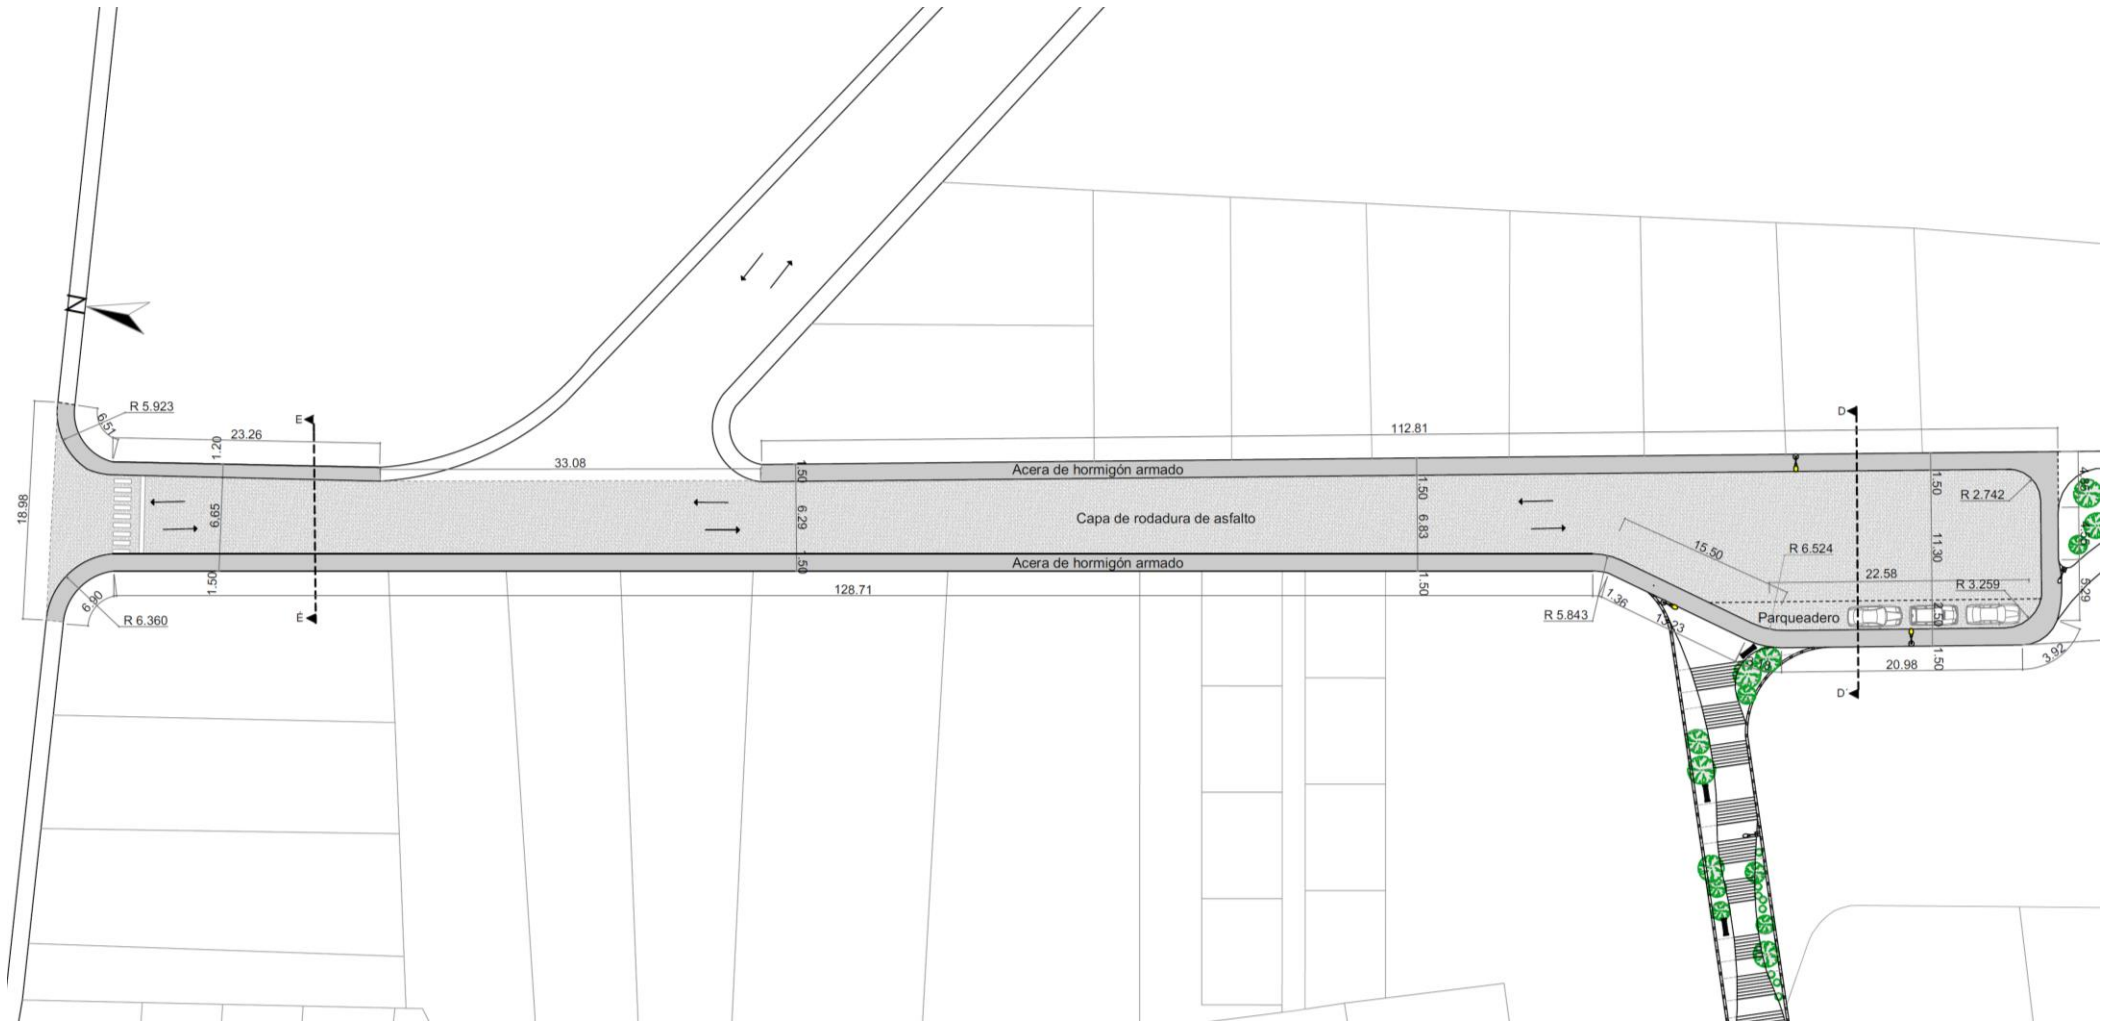 N
R 5.923
6.51
23.26
1.20
E
18.98
6.65
33.08
112.81
1.50
Acera de hormigón armado
1.50
6.29
Capa de rodadura de asfalto
6.83
D
1.50
R 2.742
11.30
15.50
R 6.524
22.58
R 3.259
5.29
1.50
Acera de hormigón armado
1.50
6.90
R 6.360
1.50
É
128.71
R 5.843
1.36
13.23
Parqueadero
2.50
1.50
20.98
3.92
D´